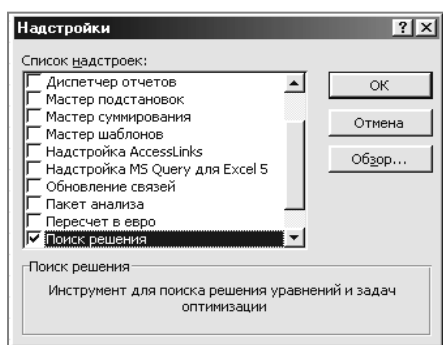 Надстройки
Список надстроек:
Диспетчер отчетов
Мастер подстановок
Мастер суммирования
Мастер шаблонов
Надстройка AccessLinks
Надстройка MS Query для Excel 5
Обновление связей
Пакет анализа
Пересчет в евро
Поиск решения
OK
Отмена
Обзор...
Поиск решения
Инструмент для поиска решения уравнений и задач
оптимизации